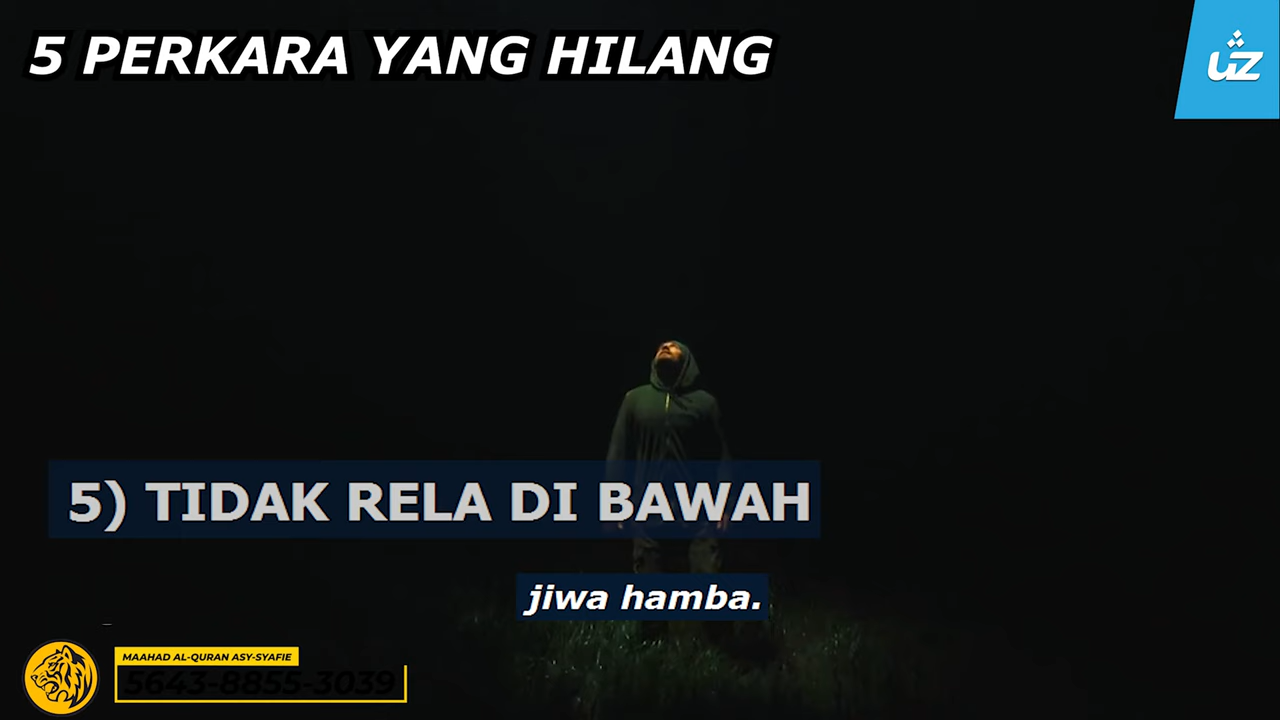 5 PERKARA YANG HILANG
uz
5) TIDAK RELA DI BAWAH
jiwa hamba.
MAAHAD AL-QURAN ASY-SYAFIE
5643-8855-3039